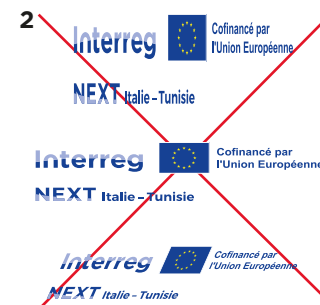 2
Interreg
Cofinancé par
l'Union Européenne
NEXT Italie – Tunisie
Interreg
Cofinancé par
l'Union Européenne
NEXT Italie – Tunisie
Interreg
Cofinancé par
l'Union Européenne
NEXT Italie – Tunisie